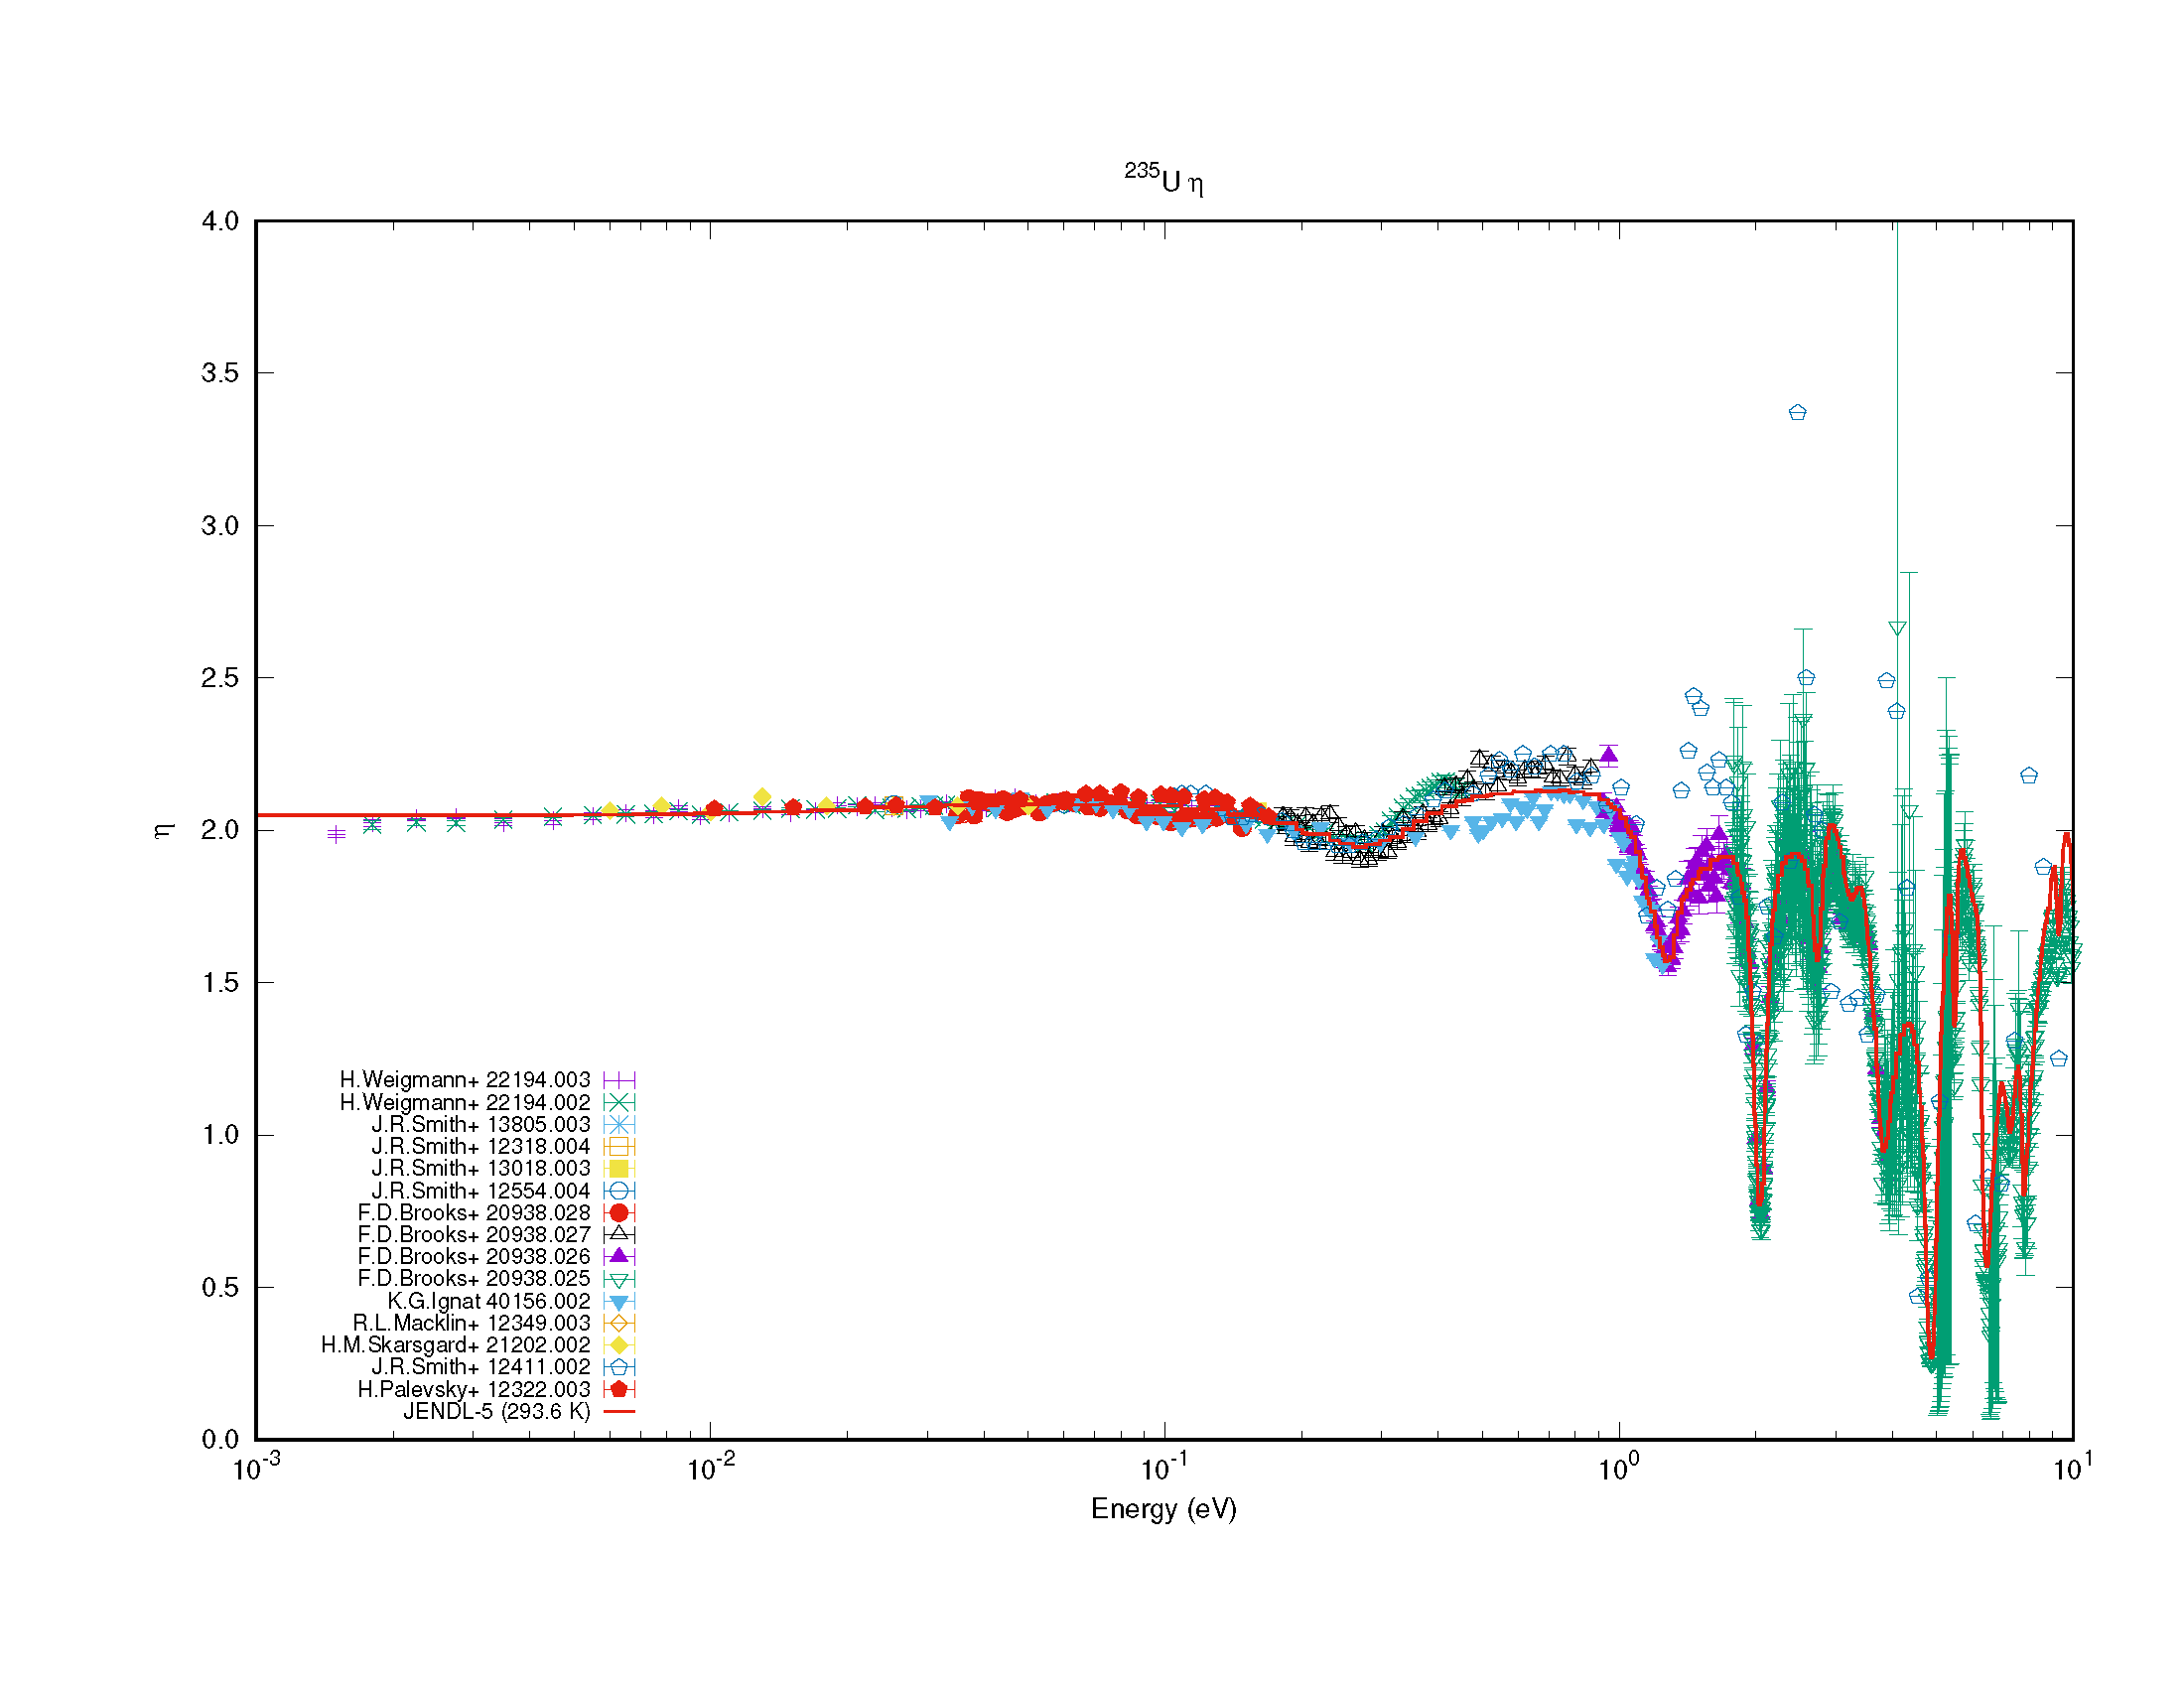 ²³⁵U η
4.0
3.5
3.0
2.5
2.0
1.5
1.0
0.5
0.0
η
H.Weigmann+ 22194.003
H.Weigmann+ 22194.002
J.R.Smith+ 13805.003
J.R.Smith+ 12318.004
J.R.Smith+ 13018.003
J.R.Smith+ 12554.004
F.D.Brooks+ 20938.028
F.D.Brooks+ 20938.027
F.D.Brooks+ 20938.026
F.D.Brooks+ 20938.025
K.G.Ignat 40156.002
R.L.Macklin+ 12349.003
H.M.Skarsgard+ 21202.002
J.R.Smith+ 12411.002
H.Palevsky+ 12322.003
JENDL-5 (293.6 K)
10⁻³ 10⁻² 10⁻¹ 10⁰ 10¹
Energy (eV)